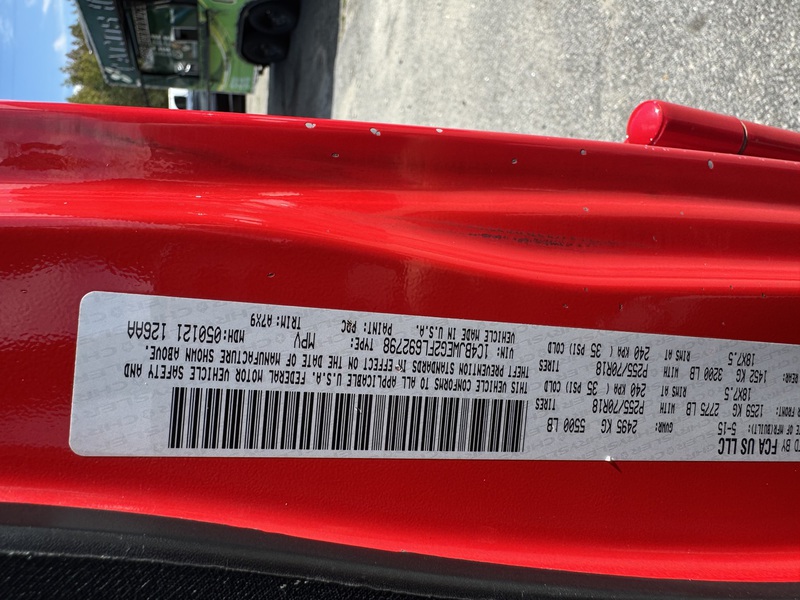 TD BY FCA US LLC
TE OF MFR(BUILT): 5-15 GVWR: 2495 KG 5500 LB
R FRONT: 1259 KG 2775 LB WITH P255/70R18 TIRES
18X7.5 RIMS AT 240 KPA ( 35 PSI) COLD
REAR: 1452 KG 3200 LB WITH P255/70R18 TIRES
18X7.5 RIMS AT 240 KPA ( 35 PSI) COLD
THIS VEHICLE CONFORMS TO ALL APPLICABLE U.S.A. FEDERAL MOTOR VEHICLE SAFETY AND
THEFT PREVENTION STANDARDS IN EFFECT ON THE DATE OF MANUFACTURE SHOWN ABOVE.
VIN: 1C4BJWEG2FL692798 TYPE: MPV MDH:050121 126AA
VEHICLE MADE IN U.S.A. PAINT: PRC TRIM: A7X9